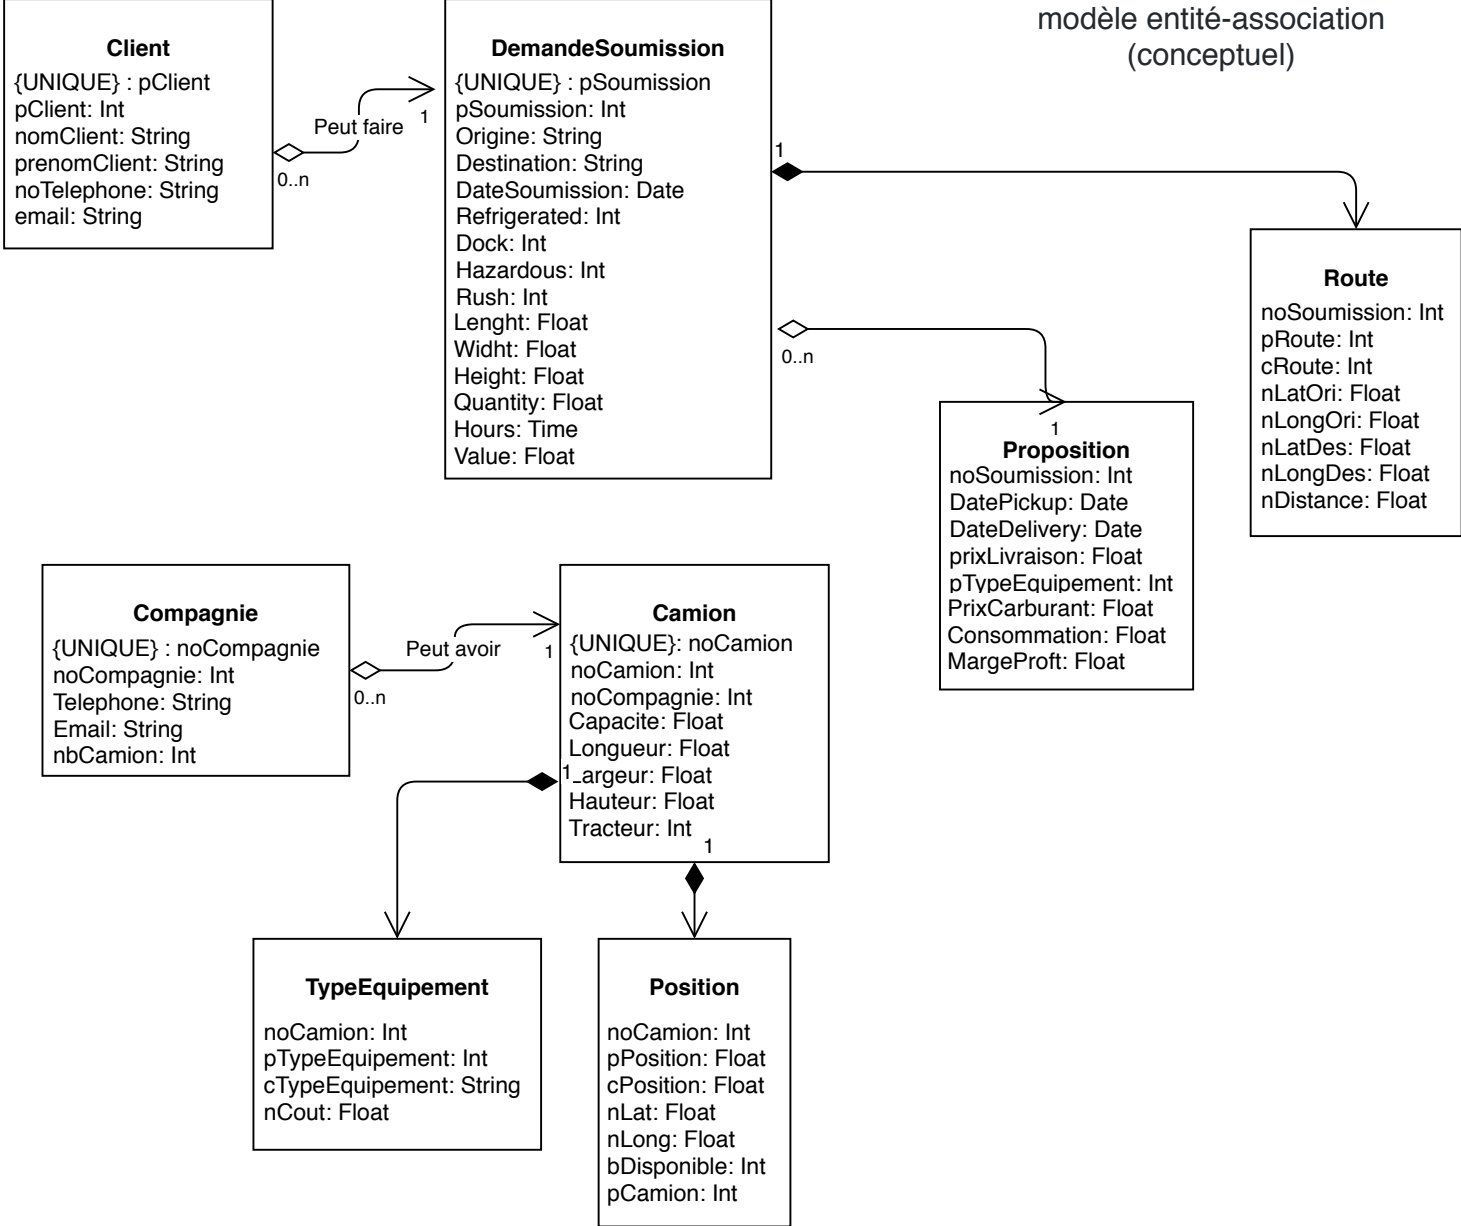 modèle entité-association
(conceptuel)
Client
{UNIQUE} : pClient
pClient: Int
nomClient: String
prenomClient: String
noTelephone: String
email: String
Peut faire
1
0..n
DemandeSoumission
{UNIQUE} : pSoumission
pSoumission: Int
Origine: String
Destination: String
DateSoumission: Date
Refrigerated: Int
Dock: Int
Hazardous: Int
Rush: Int
Lenght: Float
Widht: Float
Height: Float
Quantity: Float
Hours: Time
Value: Float
1
0..n
1
Route
noSoumission: Int
pRoute: Int
cRoute: Int
nLatOri: Float
nLongOri: Float
nLatDes: Float
nLongDes: Float
nDistance: Float
Proposition
noSoumission: Int
DatePickup: Date
DateDelivery: Date
prixLivraison: Float
pTypeEquipement: Int
PrixCarburant: Float
Consommation: Float
MargeProft: Float
Compagnie
{UNIQUE} : noCompagnie
noCompagnie: Int
Telephone: String
Email: String
nbCamion: Int
Peut avoir
1
0..n
Camion
{UNIQUE}: noCamion
noCamion: Int
noCompagnie: Int
Capacite: Float
Longueur: Float
Largeur: Float
Hauteur: Float
Tracteur: Int
1
1
TypeEquipement
noCamion: Int
pTypeEquipement: Int
cTypeEquipement: String
nCout: Float
Position
noCamion: Int
pPosition: Float
cPosition: Float
nLat: Float
nLong: Float
bDisponible: Int
pCamion: Int